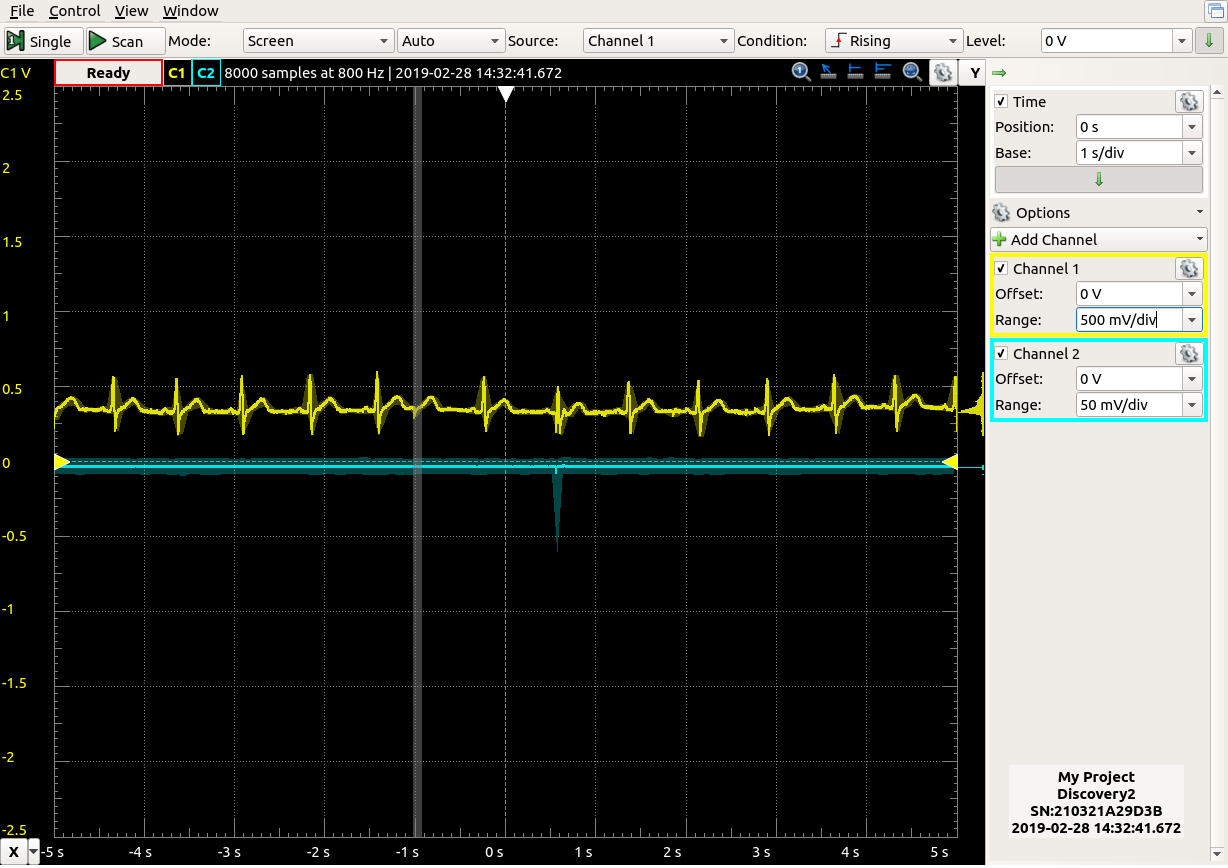 File Control View Window
Single Scan Mode: Screen Auto Source: Channel 1 Condition: Rising Level: 0 V
C1 V Ready C1 C2 8000 samples at 800 Hz | 2019-02-28 14:32:41.672 Y
2.5
2
1.5
1
0.5
0
-0.5
-1
-1.5
-2
-2.5
X -5 s -4 s -3 s -2 s -1 s 0 s 1 s 2 s 3 s 4 s 5 s
Time
Position: 0 s
Base: 1 s/div
Options
Add Channel
Channel 1
Offset: 0 V
Range: 500 mV/div
Channel 2
Offset: 0 V
Range: 50 mV/div
My Project
Discovery2
SN:210321A29D3B
2019-02-28 14:32:41.672